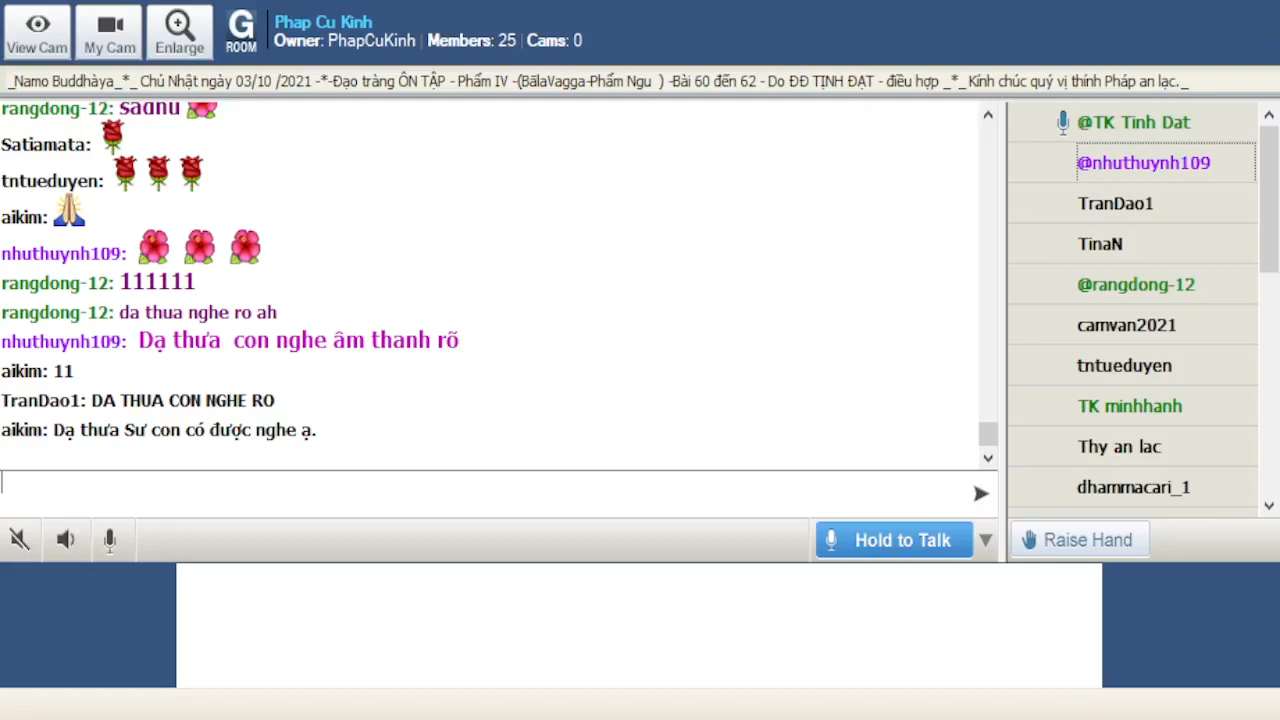 Phap Cu Kinh
Owner: PhapCuKinh | Members: 25 | Cams: 0
View Cam
My Cam
Enlarge
G
ROOM
_Namo Buddhàya_*_ Chủ Nhật ngày 03/10 /2021 -*-Đạo tràng ÔN TẬP - Phẩm IV -(BālaVagga-Phẩm Ngu ) -Bài 60 đến 62 - Do ĐĐ TỊNH ĐẠT - điều hợp _*_ Kính chúc quý vị thính Pháp an lạc._
rangdong-12: sadhu
Satiamata:
tntueduyen:
aikim:
nhuthuynh109:
rangdong-12: 111111
rangdong-12: da thua nghe ro ah
nhuthuynh109: Dạ thưa con nghe âm thanh rõ
aikim: 11
TranDao1: DA THUA CON NGHE RO
aikim: Dạ thưa Sư con có được nghe ạ.
@TK Tinh Dat
@nhuthuynh109
TranDao1
TinaN
@rangdong-12
camvan2021
tntueduyen
TK minhhanh
Thy an lac
dhammacari_1
Hold to Talk
Raise Hand